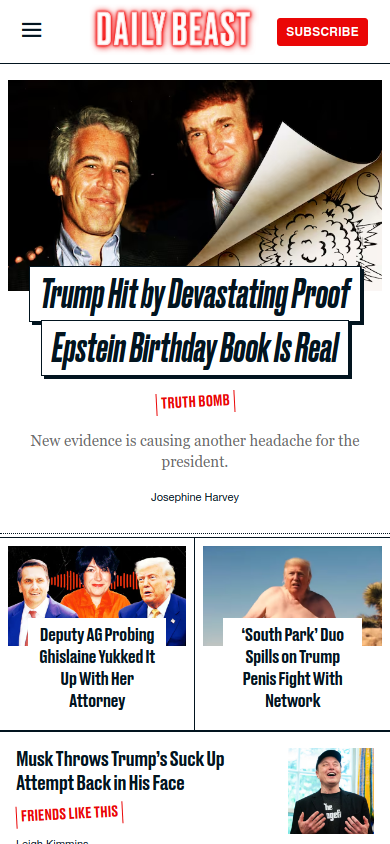 DAILY BEAST
SUBSCRIBE
Trump Hit by Devastating Proof
Epstein Birthday Book Is Real
TRUTH BOMB
New evidence is causing another headache for the
president.
Josephine Harvey
Deputy AG Probing
Ghislaine Yukked It
Up With Her
Attorney
‘South Park’ Duo
Spills on Trump
Penis Fight With
Network
Musk Throws Trump’s Suck Up
Attempt Back in His Face
FRIENDS LIKE THIS
Leigh Kimmins